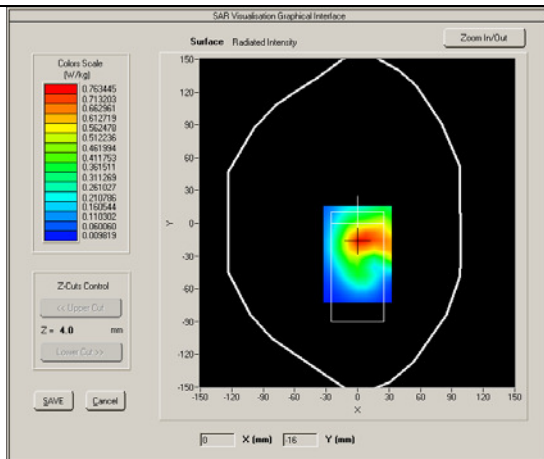 SAR Visualisation Graphical Interface
Surface Radiated Intensity
Zoom In/Out
Colors Scale
(W/kg)
0.763445
0.713203
0.662961
0.612719
0.562478
0.512236
0.461994
0.411753
0.361511
0.311269
0.261027
0.210786
0.160544
0.110302
0.060060
0.009819
Z-Cuts Control
<< Upper Cut
Z = 4.0 mm
Lower Cut >>
SAVE Cancel
150
120
90
60
30
0
-30
-60
-90
-120
-150
Y
-150 -120 -90 -60 -30 0 30 60 90 120 150
X
0 X (mm) -16 Y (mm)